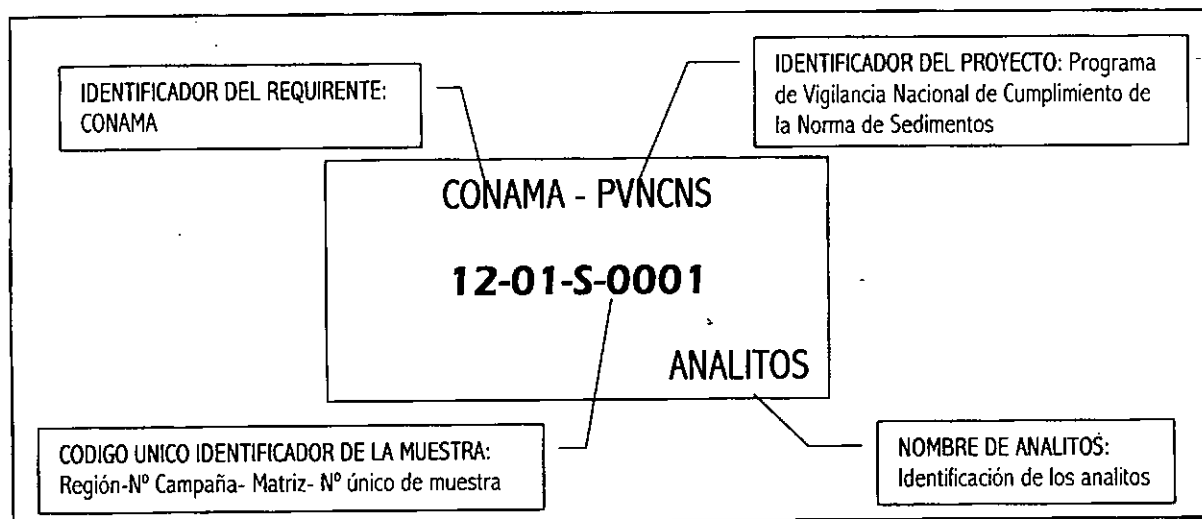 IDENTIFICADOR DEL REQUIRENTE:
CONAMA
IDENTIFICADOR DEL PROYECTO: Programa
de Vigilancia Nacional de Cumplimiento de
la Norma de Sedimentos
CONAMA - PVNCNS
12-01-S-0001
ANALITOS
CODIGO UNICO IDENTIFICADOR DE LA MUESTRA:
Región-Nº Campaña- Matriz- Nº único de muestra
NOMBRE DE ANALITOS:
Identificación de los analitos